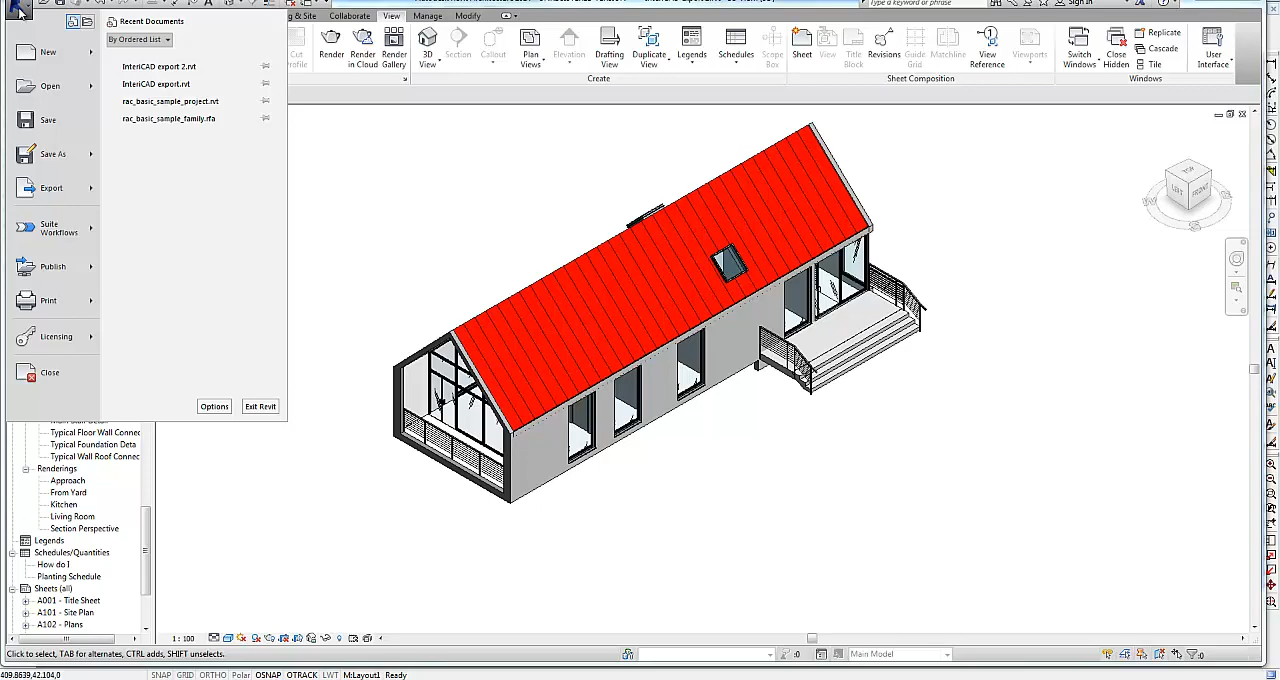 Type a keyword or phrase
Sign In
g & Site
Collaborate
View
Manage
Modify
Recent Documents
By Ordered List
InteriCAD export 2.rvt
InteriCAD export.rvt
rac_basic_sample_project.rvt
rac_basic_sample_family.rfa
New
Open
Save
Save As
Export
Suite
Workflows
Publish
Print
Licensing
Close
Options
Exit Revit
Cut
Profile
Render
Render
in Cloud
Render
Gallery
3D
View
Section
Callout
Plan
Views
Elevation
Drafting
View
Duplicate
View
Legends
Schedules
Scope
Box
Create
Sheet
View
Title
Block
Revisions
Guide
Grid
Matchline
View
Reference
Viewports
Sheet Composition
Switch
Windows
Close
Hidden
Replicate
Cascade
Tile
Windows
User
Interface
TOP
LEFT
FRONT
Typical Floor Wall Connec
Typical Foundation Deta
Typical Wall Roof Connec
Renderings
Approach
From Yard
Kitchen
Living Room
Section Perspective
Legends
Schedules/Quantities
How do I
Planting Schedule
Sheets (all)
A001 - Title Sheet
A101 - Site Plan
A102 - Plans
1 : 100
Click to select, TAB for alternates, CTRL adds, SHIFT unselects.
:0
Main Model
:0
409.8639,42.104,0
SNAP GRID ORTHO Polar OSNAP OTRACK LWT M:Layout1 Ready